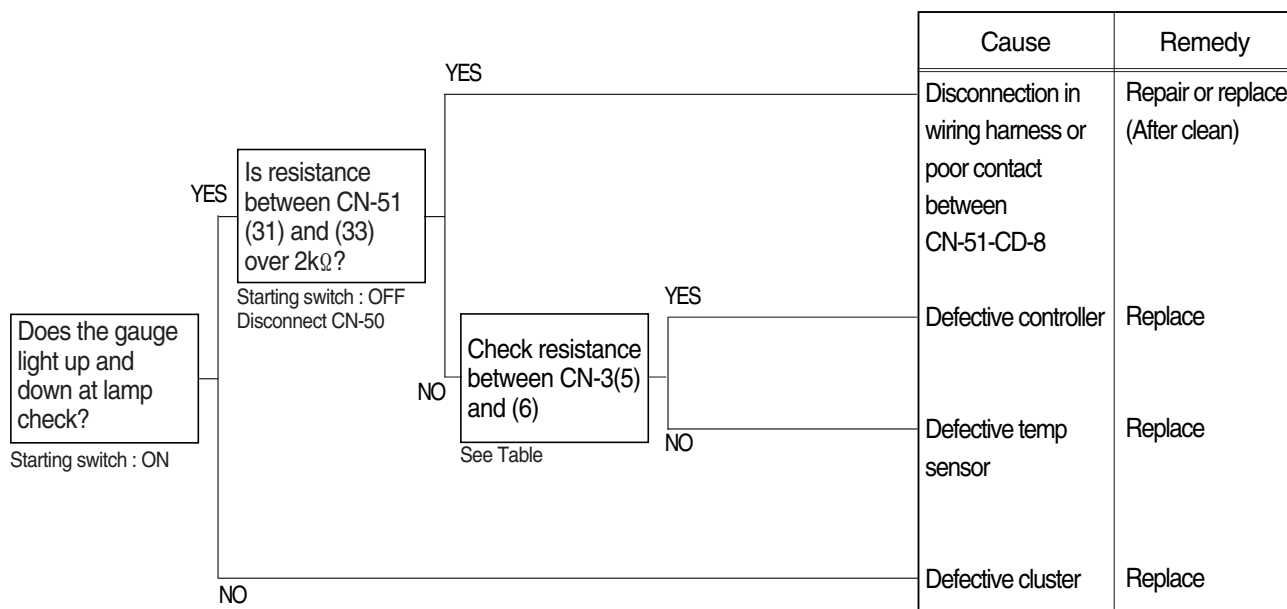 Cause
Remedy
YES
Disconnection in
wiring harness or
poor contact
between
CN-51-CD-8
Repair or replace
(After clean)
YES
Is resistance
between CN-51
(31) and (33)
over 2kΩ?
Starting switch : OFF
Disconnect CN-50
YES
Defective controller
Replace
Does the gauge
light up and
down at lamp
check?
Starting switch : ON
NO
Check resistance
between CN-3(5)
and (6)
See Table
NO
Defective temp
sensor
Replace
NO
Defective cluster
Replace